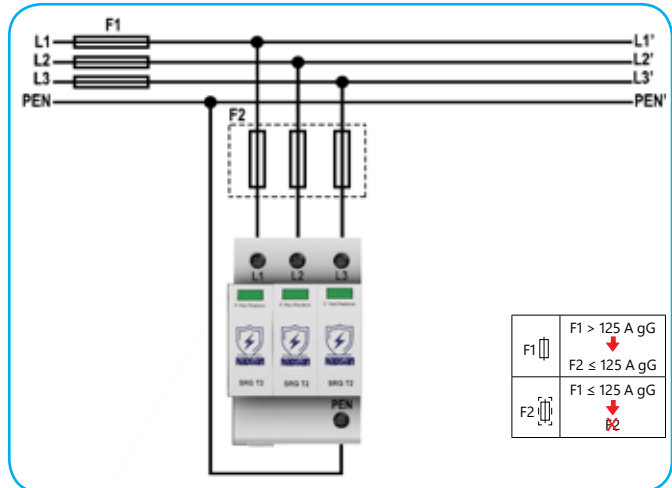 F1
L1 L1'
L2 L2'
L3 L3'
PEN PEN'
F2
L1 L2 L3
SRG T2 SRG T2 SRG T2
PEN
F1 F1 > 125 A gG
F2 ≤ 125 A gG
F2 F1 ≤ 125 A gG
F2